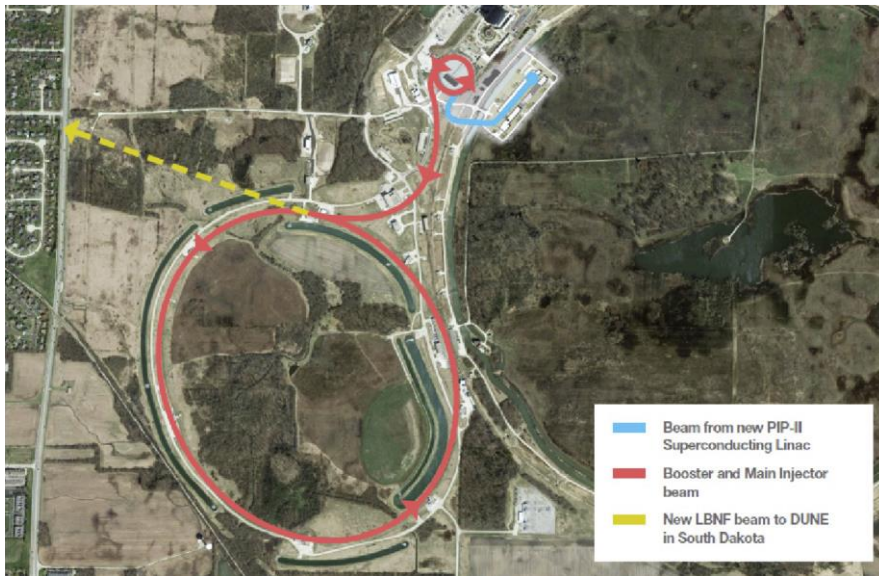 Beam from new PIP-II
Superconducting Linac
Booster and Main Injector
beam
New LBNF beam to DUNE
in South Dakota